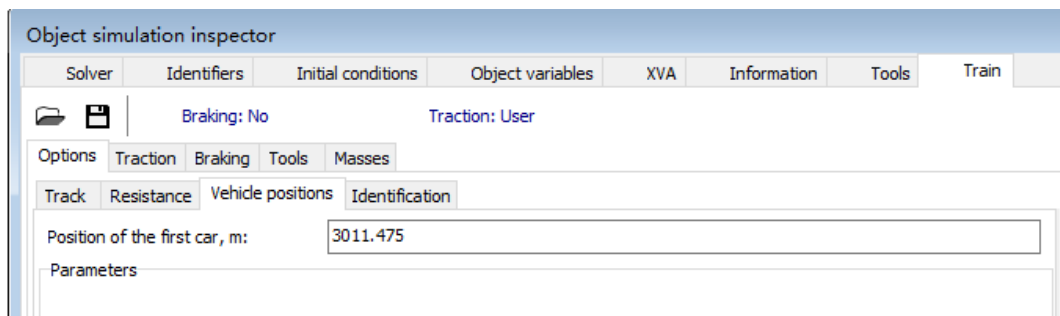 Object simulation inspector
Solver Identifiers Initial conditions Object variables XVA Information Tools Train
Braking: No Traction: User
Options Traction Braking Tools Masses
Track Resistance Vehicle positions Identification
Position of the first car, m: 3011.475
Parameters